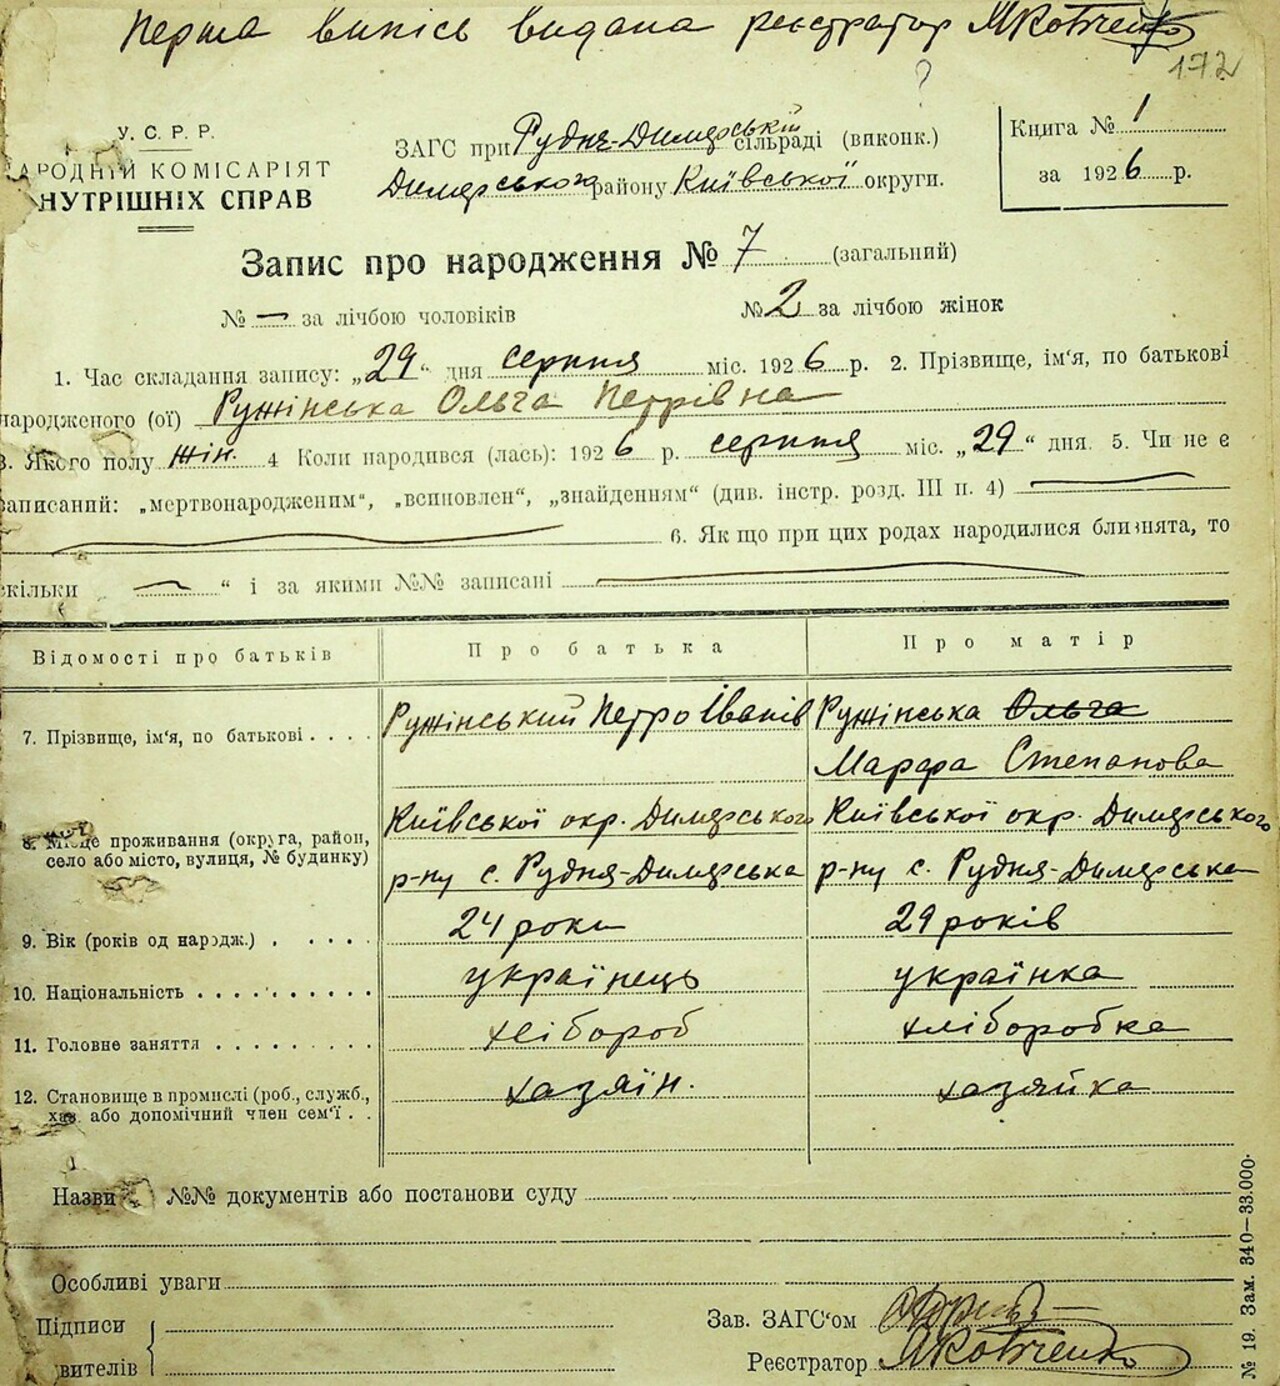 Перша випісь видана реєстратор МКовтченко
172
У. С. Р. Р.
АРОДНІЙ КОМІСАРІЯТ
НУТРІШНІХ СПРАВ
ЗАГС при Рудня-Димерській сільраді (виконк.)
Димерського району Київської округи.
Книга № 1
за 1926 р.
Запис про народження № 7 (загальний)
№ — за лічбою чоловіків № 2 за лічбою жінок
1. Час складання запису: „29“ дня серпня міс. 1926 р. 2. Прізвище, ім'я, по батькові
народженого (ої) Ружінська Ольга Петрівна
3. Якого полу жін. 4 Коли народився (лась): 1926 р. серпня міс. „29“ дня. 5. Чи не є
записаний: „мертвонародженим“, „всиновлен“, „знайденням“ (див. інстр. розд. III п. 4) —
— 6. Як що при цих родах народилися близнята, то
скільки — “ і за якими №№ записані —
Відомості про батьків Про батька Про матір
7. Прізвище, ім'я, по батькові . . . . Ружінський Петро Іванів Ружінська Ольга
Марфа Степанова
8. Місце проживання (округа, район, село або місто, вулиця, № будинку) Київської окр. Димерського Київської окр. Димерського
р-ну с. Рудня-Димерська р-ну с. Рудня-Димерська
9. Вік (років од народж.) . . . . . 24 роки 29 років
10. Національність . . . . . . . . . . українець українка
11. Головне заняття . . . . . . . . . хлібороб хліборобка
12. Становище в промислі (роб., служб., хаз. або допомічний член сем'ї . . хазяїн. хазяйка
Назви №№ документів або постанови суду
Особливі уваги
Підписи
вителів
Зав. ЗАГС'ом
Реєстратор МКовтченко
№ 19. Зам. 340—33.000.